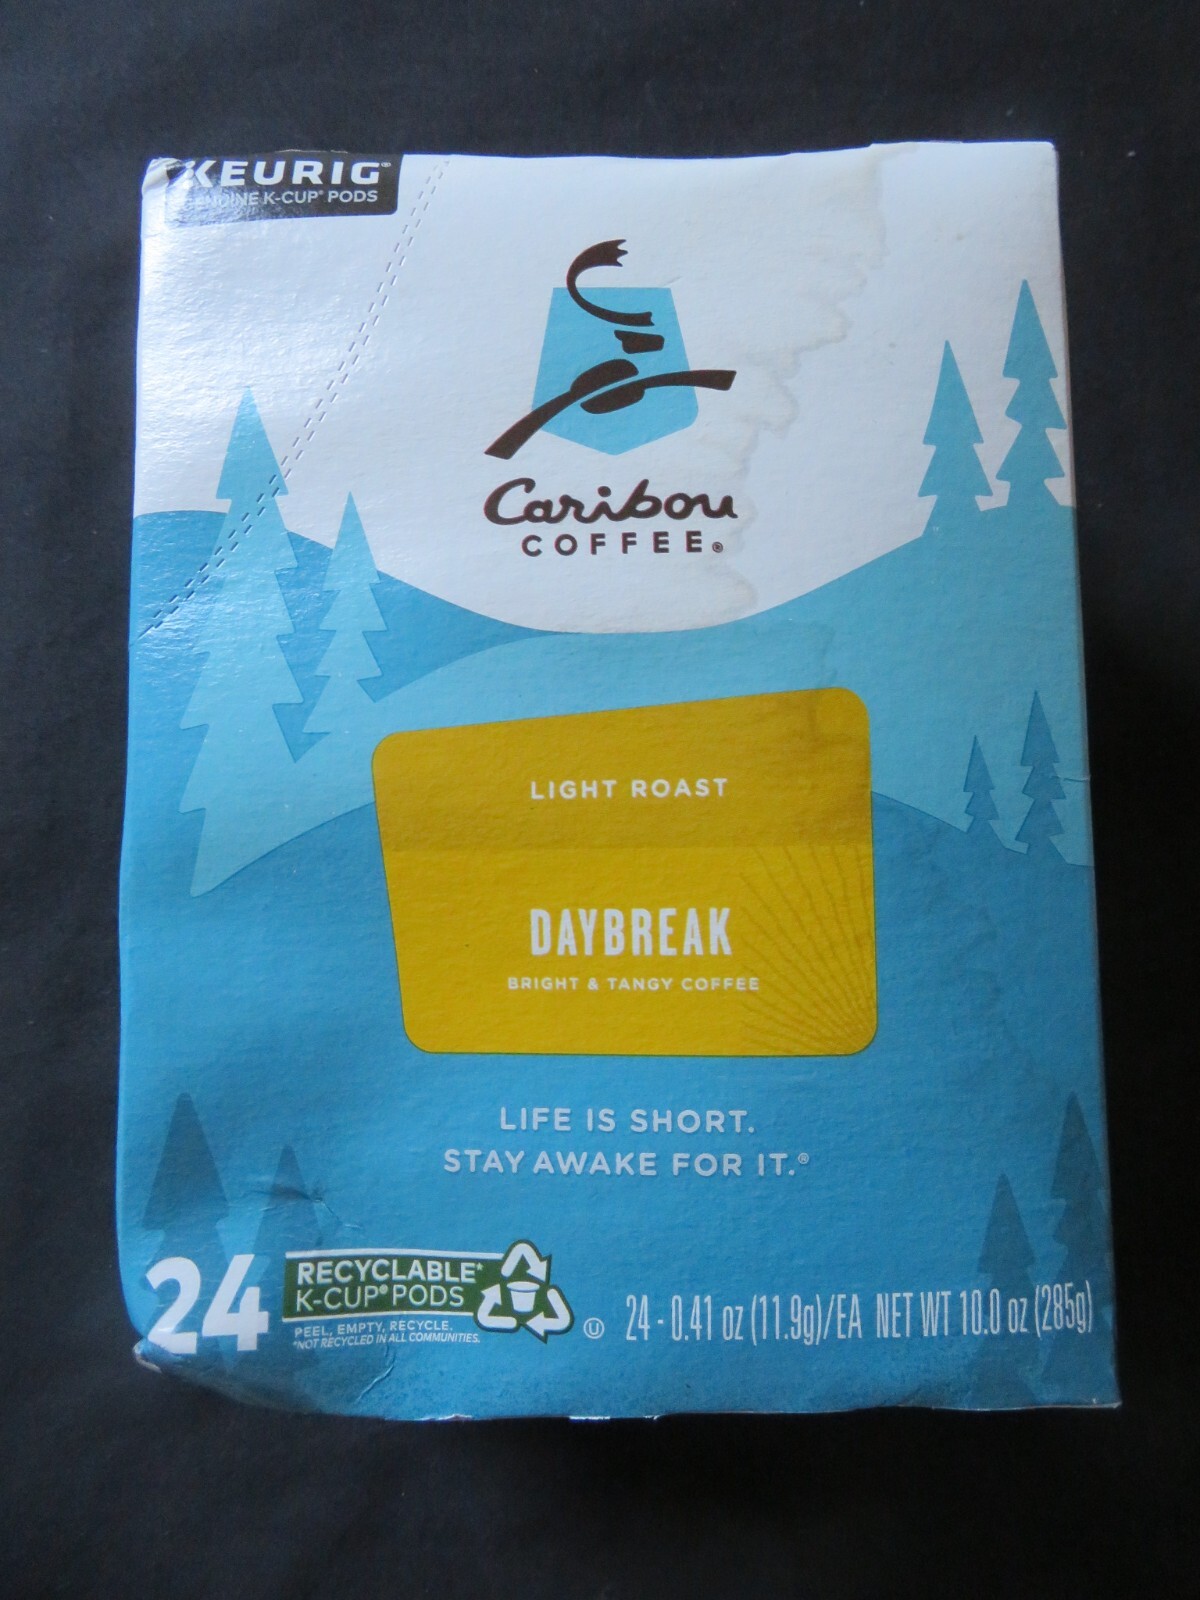 KEURIG®
GENUINE K-CUP® PODS
Caribou
COFFEE®
LIGHT ROAST
DAYBREAK
BRIGHT & TANGY COFFEE
LIFE IS SHORT.
STAY AWAKE FOR IT.®
24
RECYCLABLE*
K-CUP® PODS
PEEL, EMPTY, RECYCLE.
*NOT RECYCLED IN ALL COMMUNITIES.
U
24 - 0.41 oz (11.9g)/EA NET WT 10.0 oz (285g)